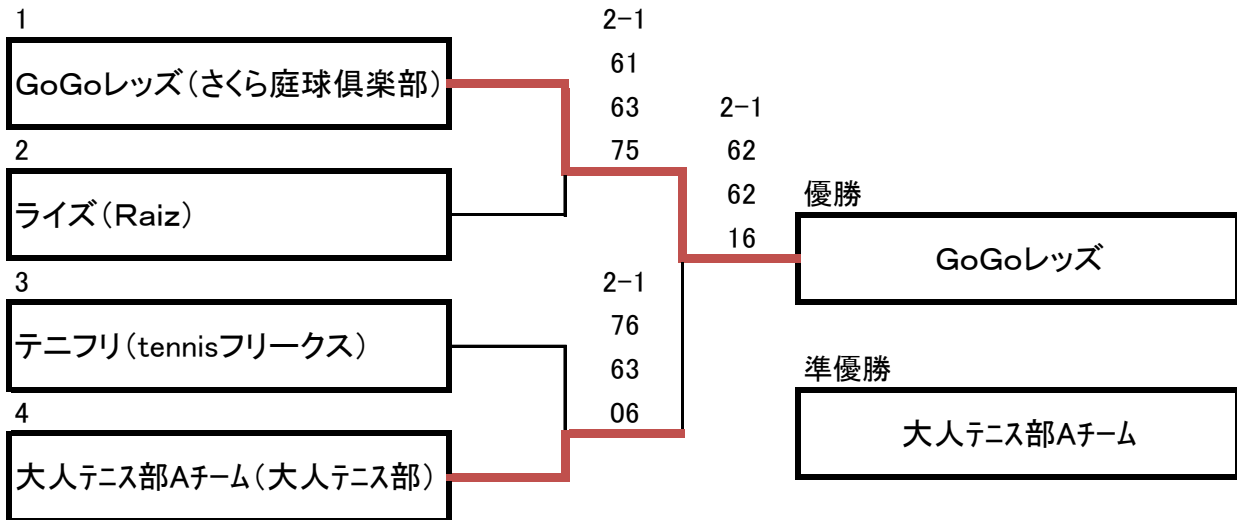 1
GoGoレッズ(さくら庭球倶楽部)
2
ライズ(Raiz)
3
テニフリ(tennisフリークス)
4
大人テニス部Aチーム(大人テニス部)
2-1
61
63
75
2-1
76
63
06
2-1
62
62
16
優勝
GoGoレッズ
準優勝
大人テニス部Aチーム